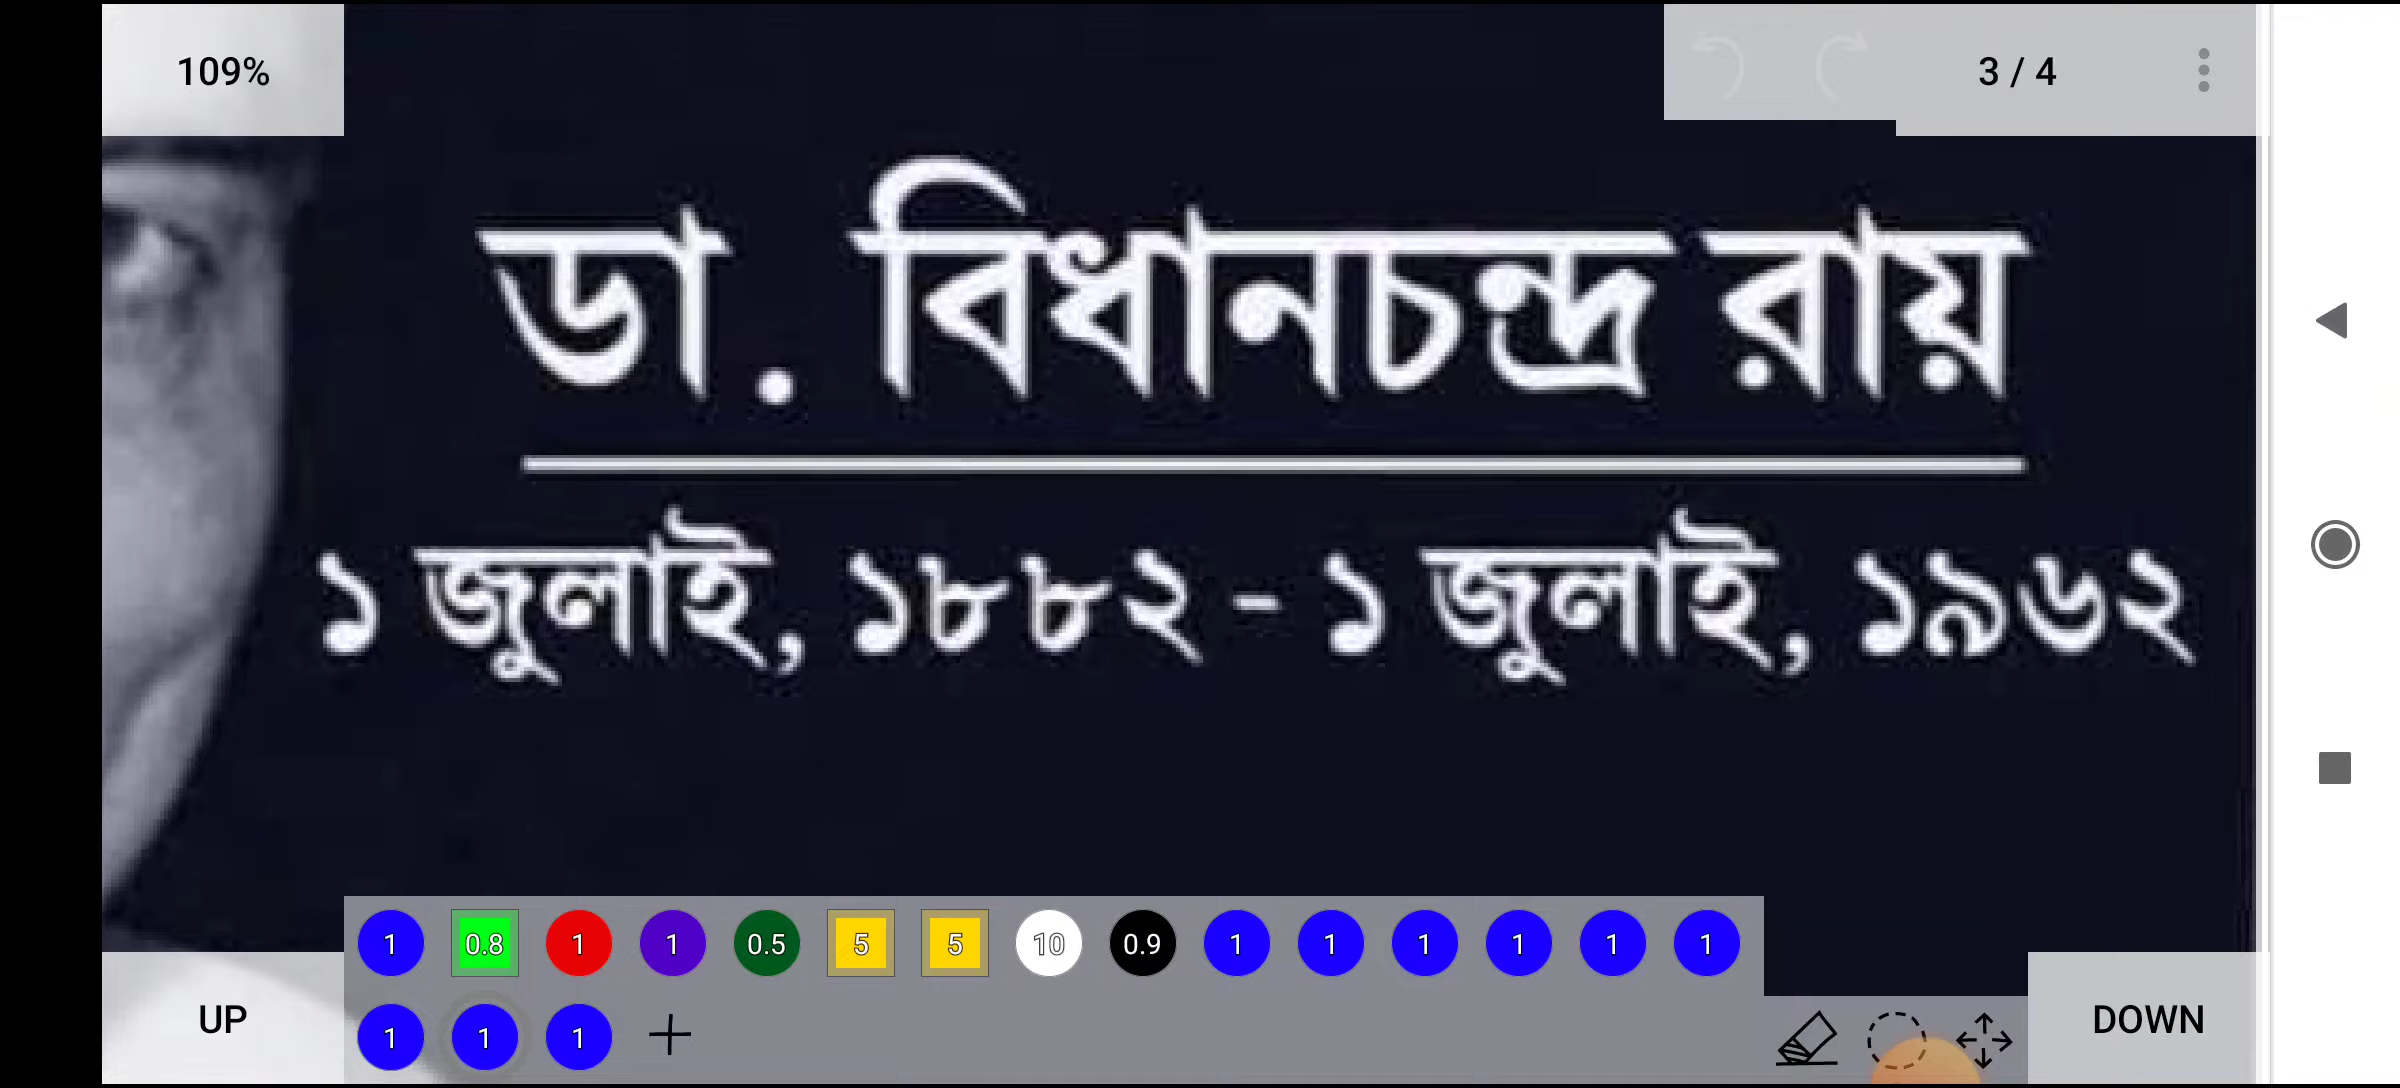 109%
3 / 4
ডা. বিধানচন্দ্র রায়
১ জুলাই, ১৮৮২ - ১ জুলাই, ১৯৬২
1 0.8 1 1 0.5 5 5 10 0.9 1 1 1 1 1 1
UP 1 1 1 DOWN